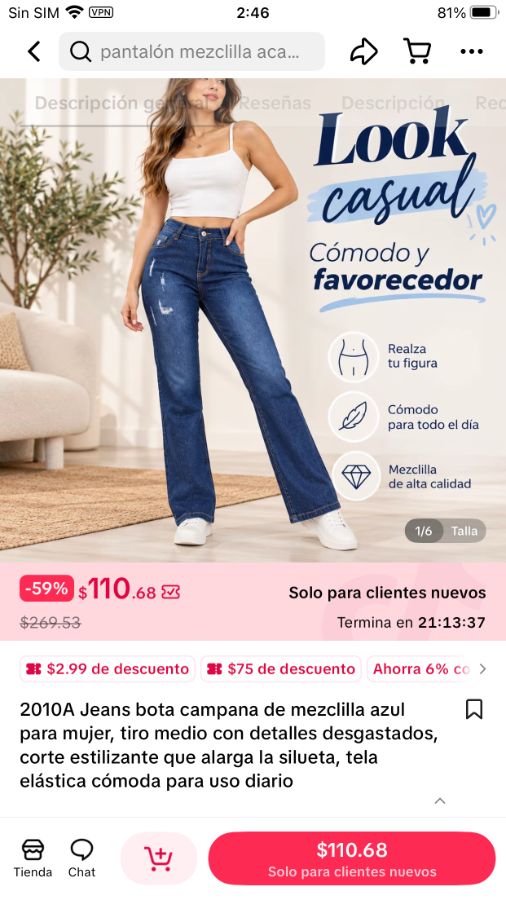 Sin SIM VPN 2:46 81%
pantalón mezclilla aca...
Descripción general Reseñas Descripción Rec
Look
casual
Cómodo y
favorecedor
Realza
tu figura
Cómodo
para todo el día
Mezclilla
de alta calidad
1/6 Talla
-59% $110.68 Solo para clientes nuevos
$269.53 Termina en 21:13:37
$2.99 de descuento $75 de descuento Ahorra 6% co
2010A Jeans bota campana de mezclilla azul
para mujer, tiro medio con detalles desgastados,
corte estilizante que alarga la silueta, tela
elástica cómoda para uso diario
$110.68
Tienda Chat Solo para clientes nuevos